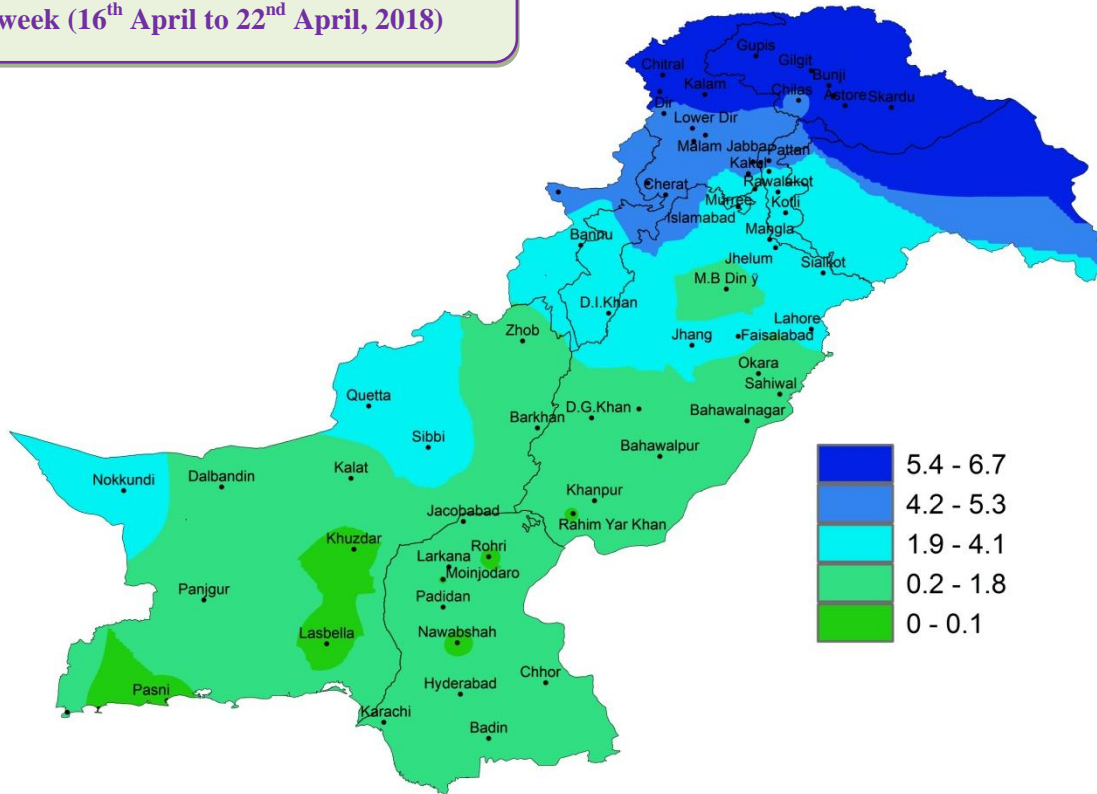 week (16th April to 22nd April, 2018)
Gupis
Chitral
Gilgit
Bunji
Kalam
Chilas
Astore
Skardu
Dir
Lower Dir
Malam Jabba
Pattan
Kakul
Cherat
Rawalakot
Murree
Kotli
Islamabad
Mangla
Bannu
Jhelum
Sialkot
M.B Din ÿ
D.I.Khan
Lahore
Zhob
Jhang
Faisalabad
Okara
Sahiwal
Quetta
D.G.Khan
Bahawalnagar
Barkhan
Sibbi
Bahawalpur
Nokkundi
Dalbandin
Kalat
Khanpur
Jacobabad
Rahim Yar Khan
Khuzdar
Rohri
Larkana
Moinjodaro
Panjgur
Padidan
Lasbella
Nawabshah
Chhor
Pasni
Hyderabad
Karachi
Badin
5.4 - 6.7
4.2 - 5.3
1.9 - 4.1
0.2 - 1.8
0 - 0.1